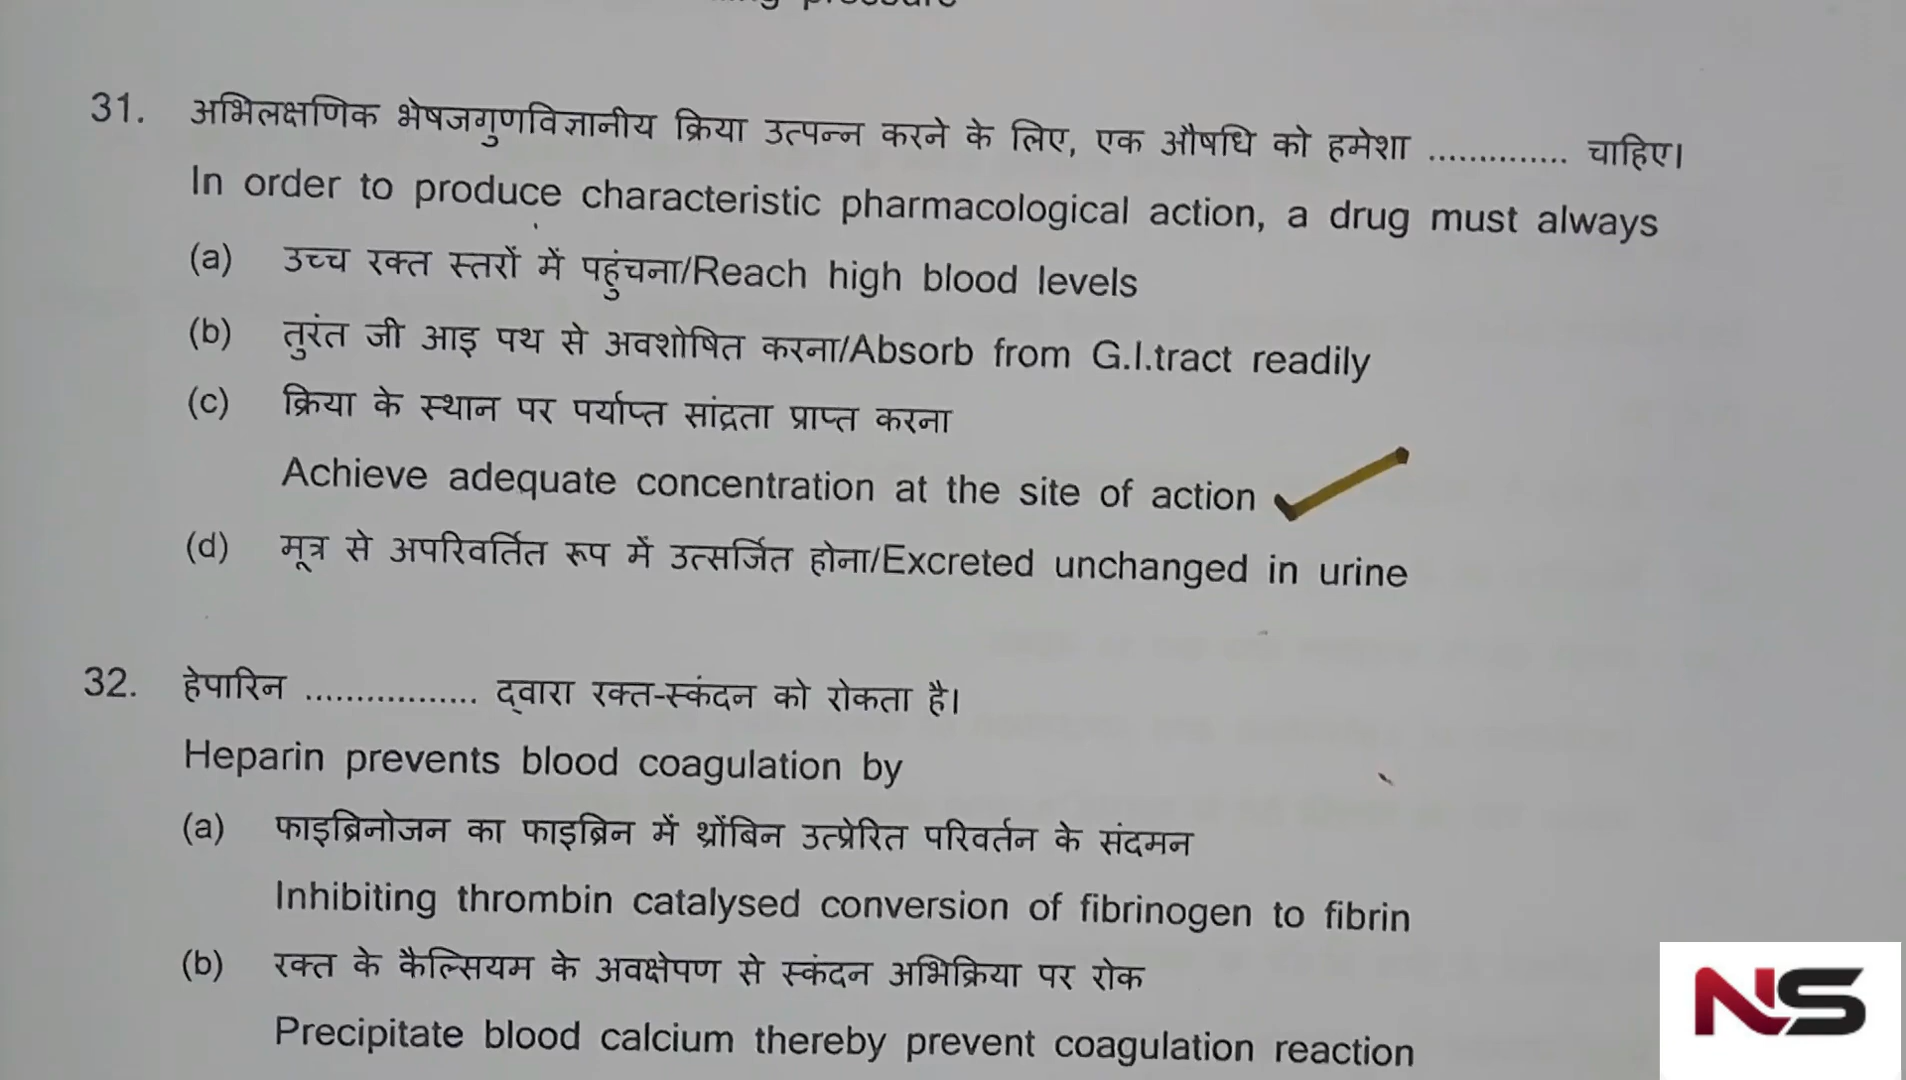 pressure
31. अभिलक्षणिक भेषजगुणविज्ञानीय क्रिया उत्पन्न करने के लिए, एक औषधि को हमेशा .............. चाहिए।
In order to produce characteristic pharmacological action, a drug must always
(a) उच्च रक्त स्तरों में पहुंचना/Reach high blood levels
(b) तुरंत जी आइ पथ से अवशोषित करना/Absorb from G.I.tract readily
(c) क्रिया के स्थान पर पर्याप्त सांद्रता प्राप्त करना
Achieve adequate concentration at the site of action
(d) मूत्र से अपरिवर्तित रूप में उत्सर्जित होना/Excreted unchanged in urine
32. हेपारिन ................. द्वारा रक्त-स्कंदन को रोकता है।
Heparin prevents blood coagulation by
(a) फाइब्रिनोजन का फाइब्रिन में थ्रोंबिन उत्प्रेरित परिवर्तन के संदमन
Inhibiting thrombin catalysed conversion of fibrinogen to fibrin
(b) रक्त के कैल्सियम के अवक्षेपण से स्कंदन अभिक्रिया पर रोक
Precipitate blood calcium thereby prevent coagulation reaction
NS